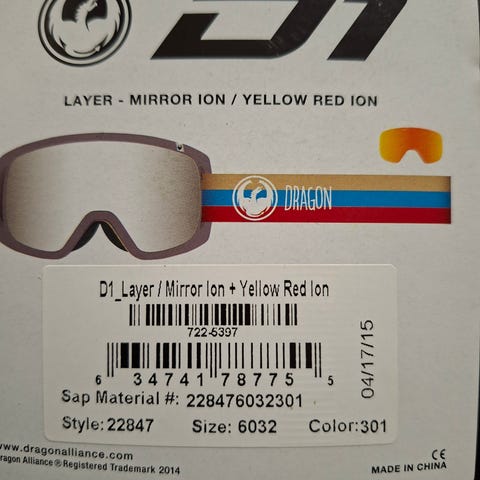 D1
LAYER - MIRROR ION / YELLOW RED ION
DRAGON
D1_Layer / Mirror Ion + Yellow Red Ion
722-5397
6 34741 78775 5
04/17/15
Sap Material #: 228476032301
Style: 22847 Size: 6032 Color: 301
www.dragonalliance.com
ragon Alliance ® Registered Trademark 2014
CE
MADE IN CHINA